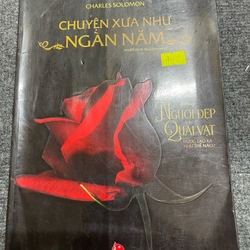 CHARLES SOLOMON
CHUYỆN XƯA NHƯ
NGÀN NĂM
NGƯỜI ĐẸP
QUÁI VẬT